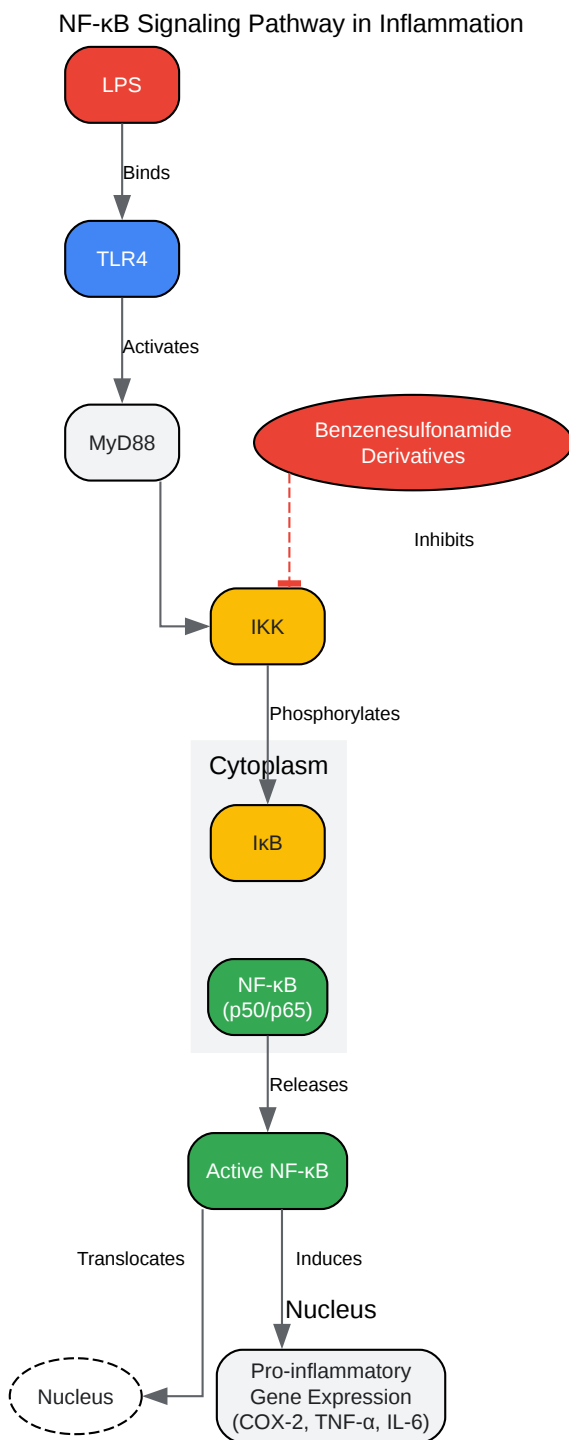 NF-κB Signaling Pathway in Inflammation
LPS
Binds
TLR4
Activates
MyD88
Benzenesulfonamide
Derivatives
Inhibits
IKK
Phosphorylates
Cytoplasm
IκB
NF-κB
(p50/p65)
Releases
Active NF-κB
Translocates
Induces
Nucleus
Nucleus
Pro-inflammatory
Gene Expression
(COX-2, TNF-α, IL-6)